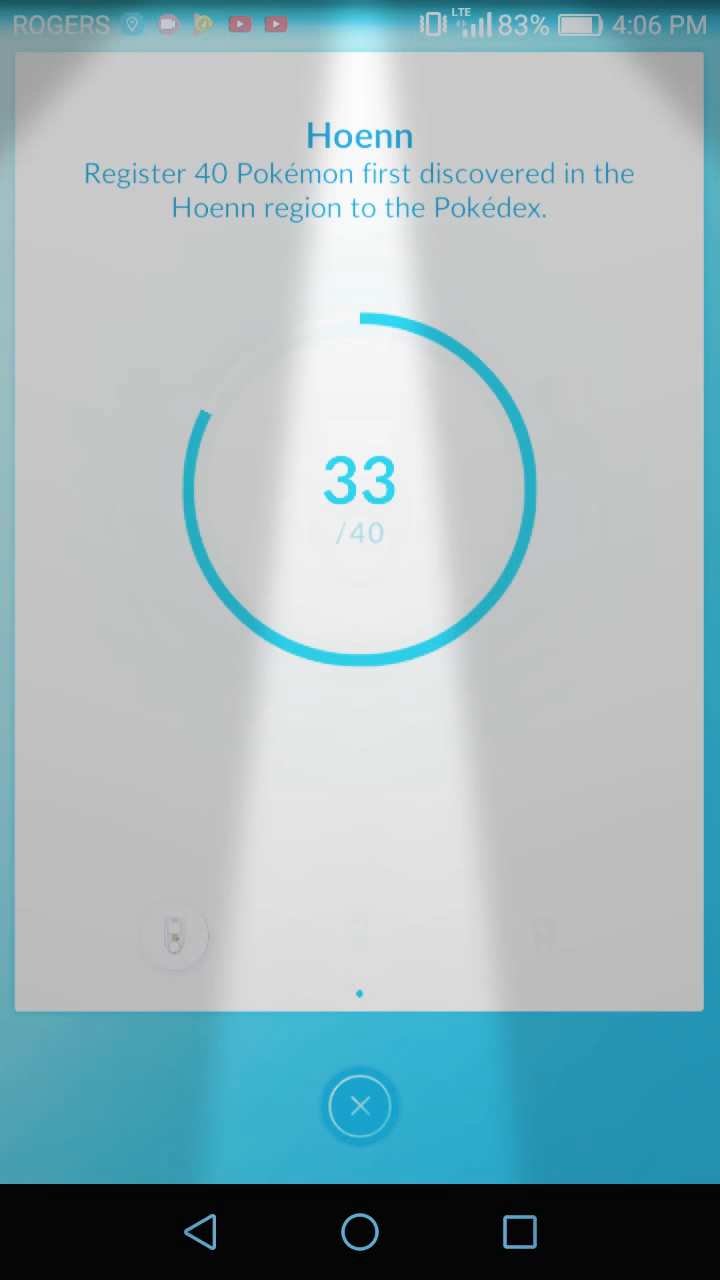 ROGERS LTE 83% 4:06 PM
Hoenn
Register 40 Pokémon first discovered in the
Hoenn region to the Pokédex.
33
/40